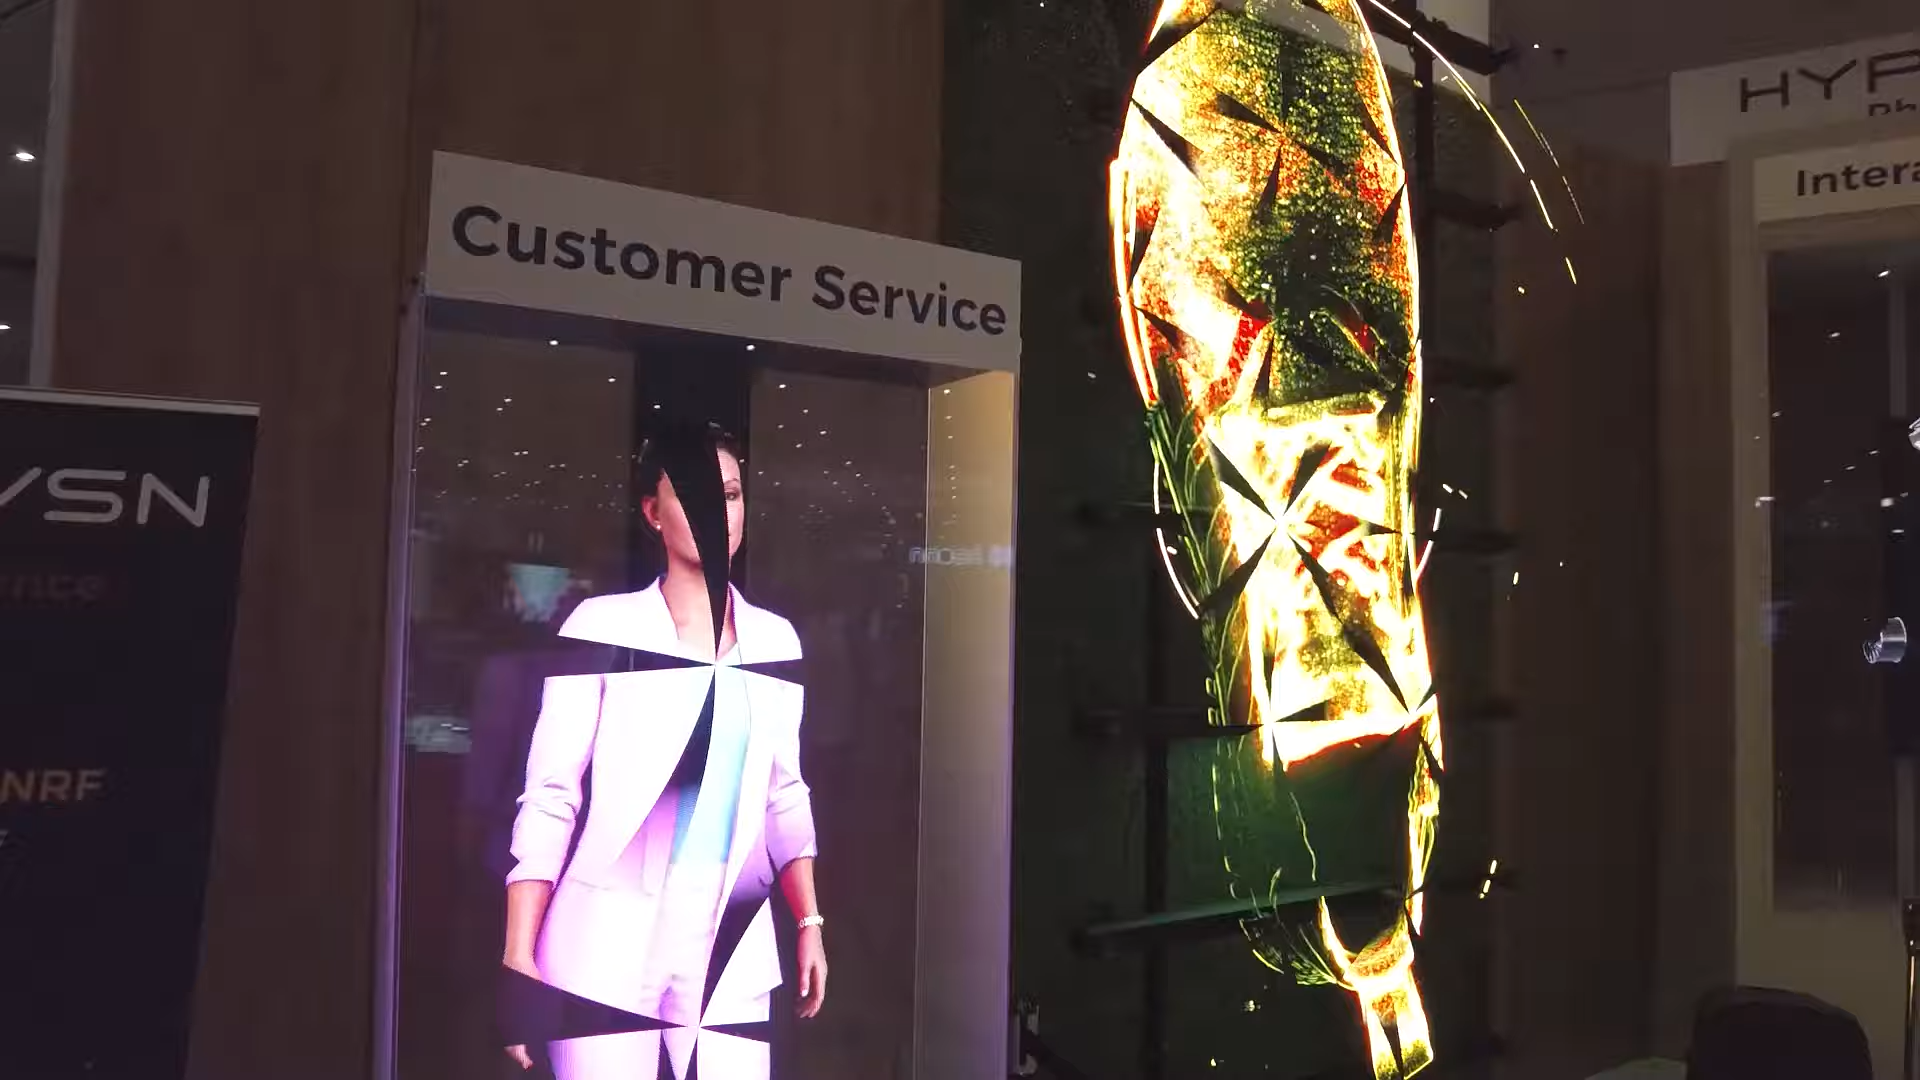 Customer Service
HYP
Intera
VSN
NRF